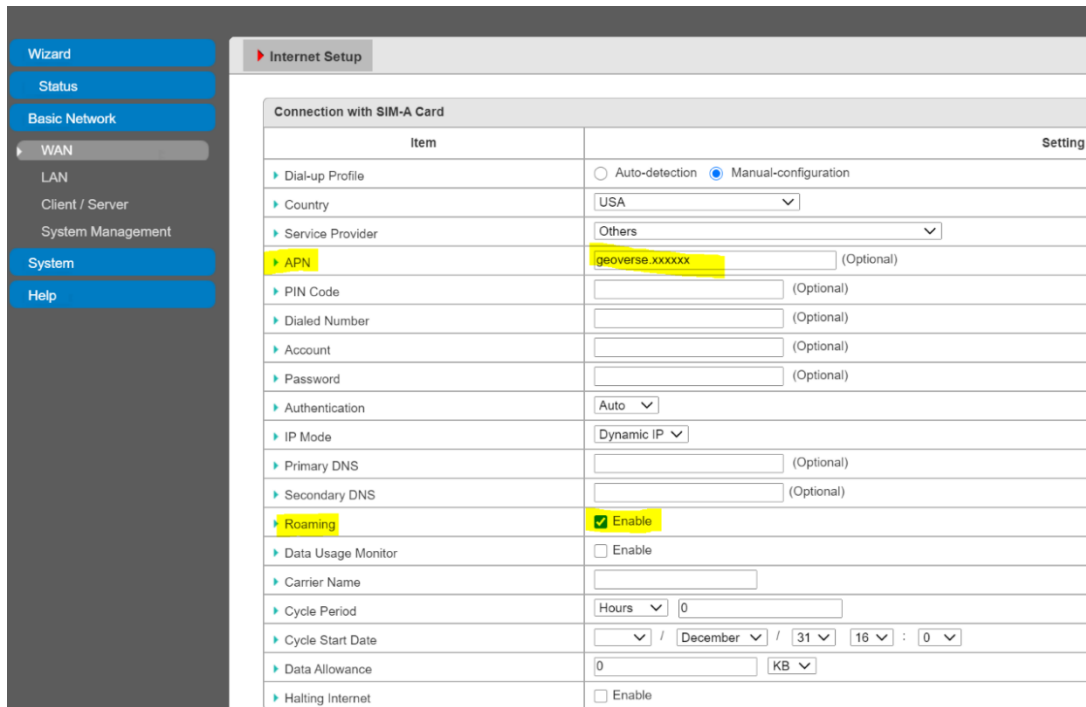 Wizard
Status
Basic Network
WAN
LAN
Client / Server
System Management
System
Help
Internet Setup
Connection with SIM-A Card
Item Setting
Dial-up Profile Auto-detection Manual-configuration
Country USA
Service Provider Others
APN geoverse.xxxxxx (Optional)
PIN Code (Optional)
Dialed Number (Optional)
Account (Optional)
Password (Optional)
Authentication Auto
IP Mode Dynamic IP
Primary DNS (Optional)
Secondary DNS (Optional)
Roaming Enable
Data Usage Monitor Enable
Carrier Name
Cycle Period Hours 0
Cycle Start Date / December / 31 16 : 0
Data Allowance 0 KB
Halting Internet Enable